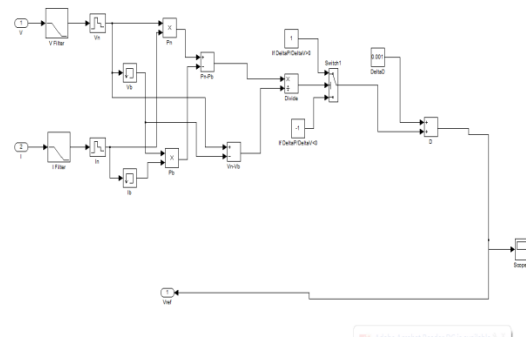 1
V
V Filter
Vn
X
Pn
+
-
Pn-Pb
Vb
1
If DeltaP/DeltaV>0
Switch1
0.001
DeltaD
X
÷
Divide
-1
If DeltaP/DeltaV<0
+
+
D
2
I
I Filter
In
Ib
X
Pb
+
-
Vn-Vb
Scope
1
Vref